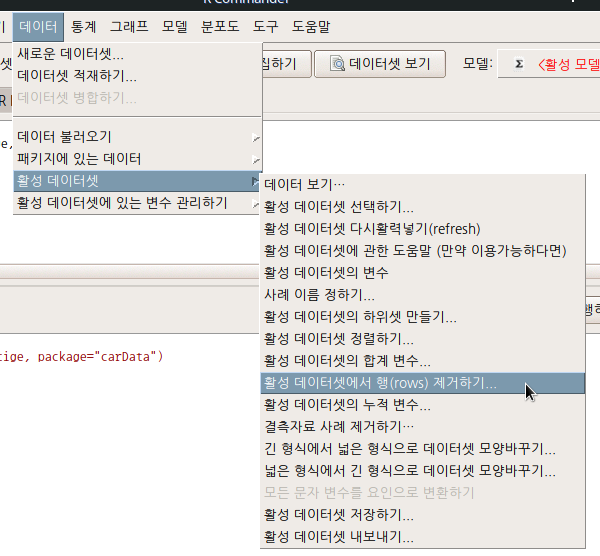 R Commander
데이터 통계 그래프 모델 분포도 도구 도움말
새로운 데이터셋...
데이터셋 적재하기...
데이터셋 병합하기...
데이터 불러오기
패키지에 있는 데이터
활성 데이터셋
활성 데이터셋에 있는 변수 관리하기
데이터셋 보기
모델:
Σ <활성 모델
데이터 보기…
활성 데이터셋 선택하기...
활성 데이터셋 다시활력넣기(refresh)
활성 데이터셋에 관한 도움말 (만약 이용가능하다면)
활성 데이터셋의 변수
사례 이름 정하기...
활성 데이터셋의 하위셋 만들기...
활성 데이터셋 정렬하기...
활성 데이터셋의 합계 변수...
활성 데이터셋에서 행(rows) 제거하기...
활성 데이터셋의 누적 변수...
결측자료 사례 제거하기…
긴 형식에서 넓은 형식으로 데이터셋 모양바꾸기...
넓은 형식에서 긴 형식으로 데이터셋 모양바꾸기...
모든 문자 변수를 요인으로 변환하기
활성 데이터셋 저장하기...
활성 데이터셋 내보내기...
tige, package="carData")